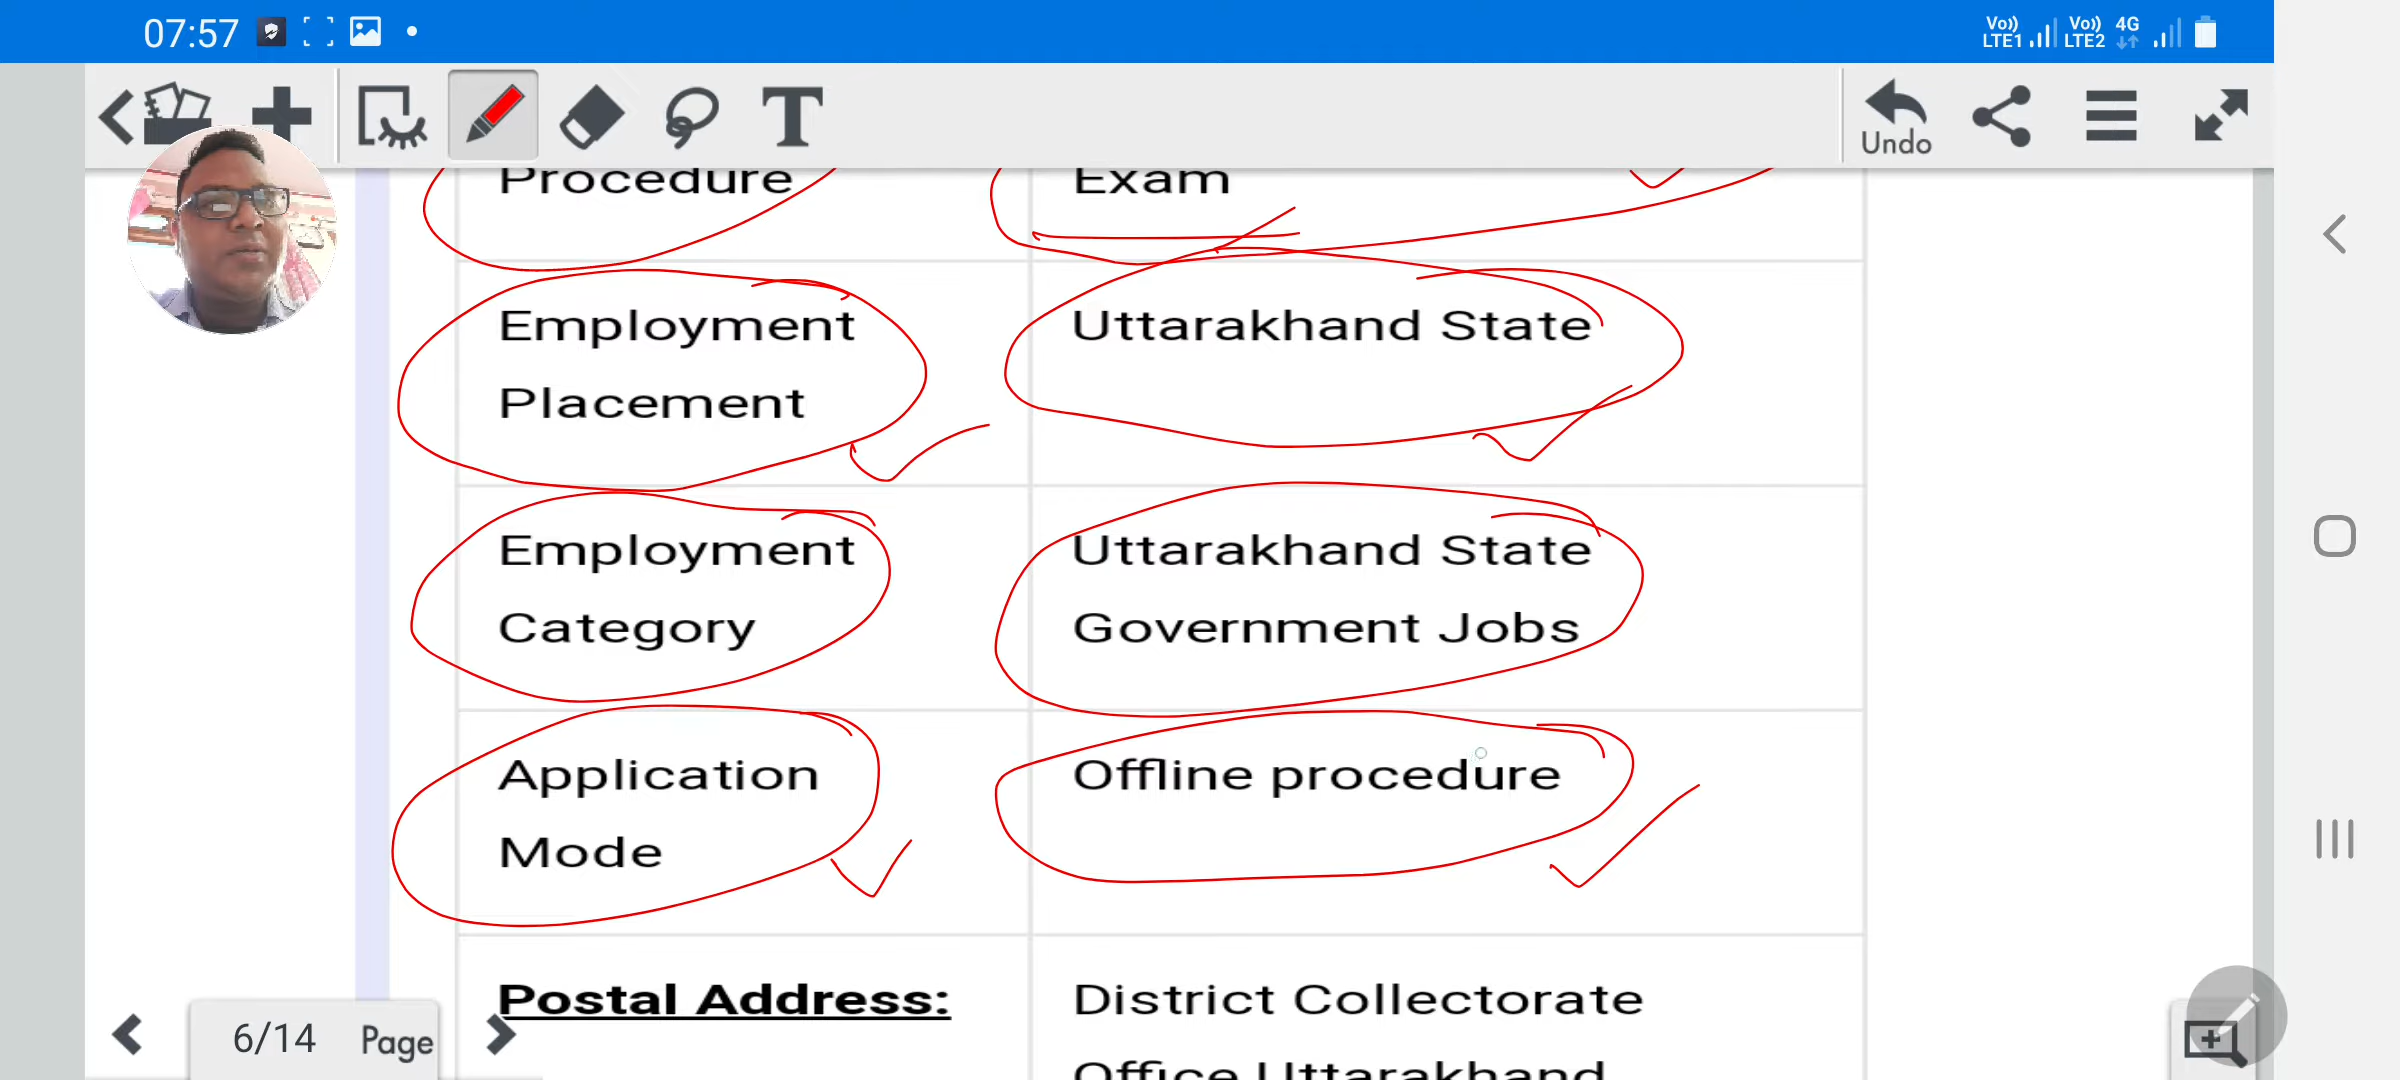 07:57
Vo)) LTE1 Vo)) LTE2 4G
T
Undo
Procedure Exam
Employment Uttarakhand State
Placement
Employment Uttarakhand State
Category Government Jobs
Application Offline procedure
Mode
Postal Address: District Collectorate
Office Uttarakhand
6/14 Page